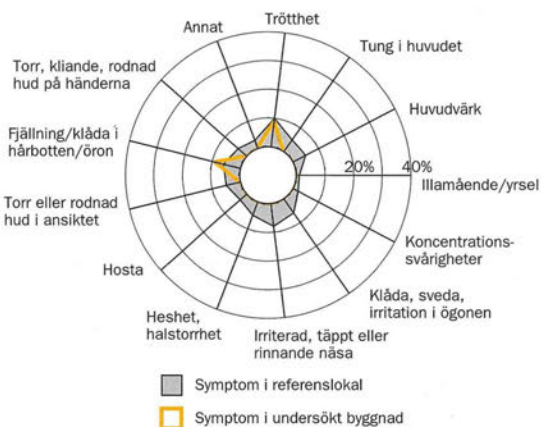 Trötthet
Annat
Tung i huvudet
Torr, kliande, rodnad
hud på händerna
Huvudvärk
Fjällning/klåda i
hårbotten/öron
20%
40%
Illamående/yrsel
Torr eller rodnad
hud i ansiktet
Koncentrations-
svårigheter
Hosta
Klåda, sveda,
irritation i ögonen
Heshet,
halstorrhet
Irriterad, täppt eller
rinnande näsa
Symptom i referenslokal
Symptom i undersökt byggnad